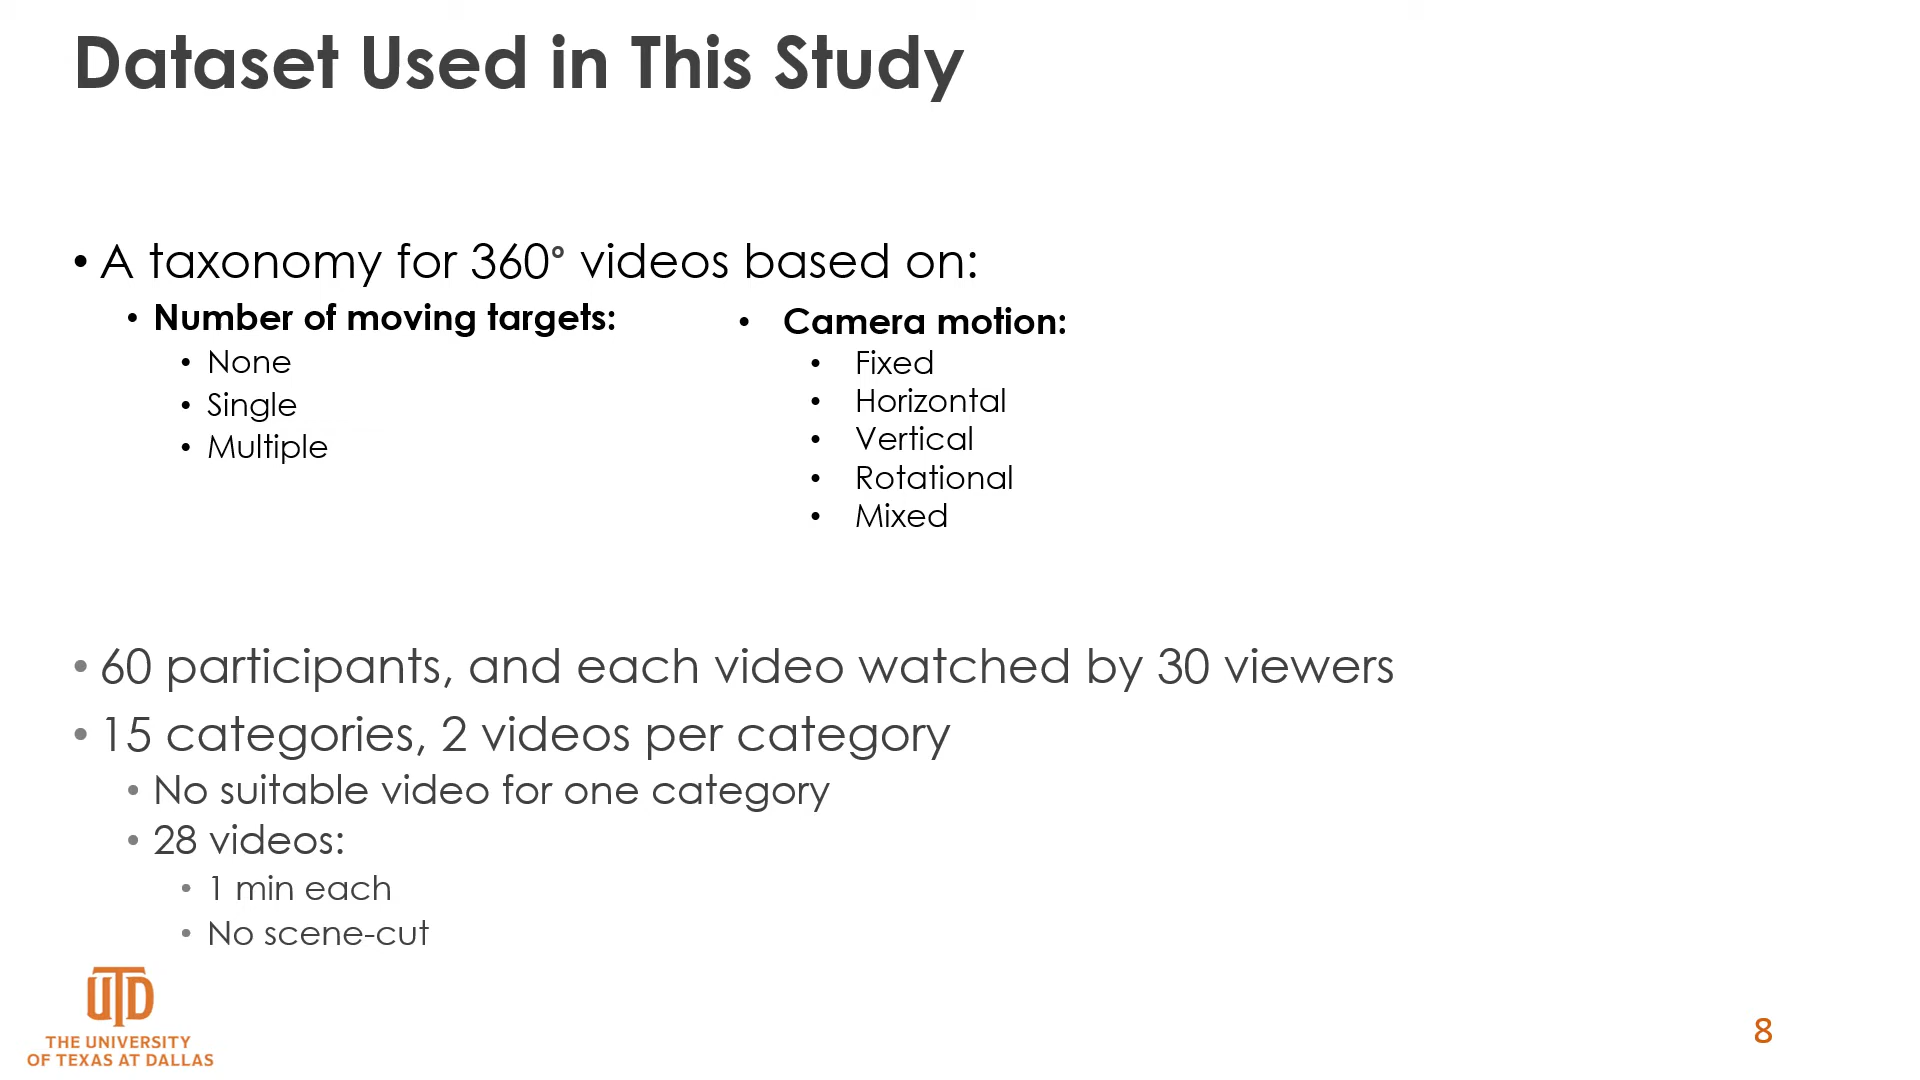 Dataset Used in This Study
• A taxonomy for 360° videos based on:
• Number of moving targets:
• None
• Single
• Multiple
• Camera motion:
• Fixed
• Horizontal
• Vertical
• Rotational
• Mixed
• 60 participants, and each video watched by 30 viewers
• 15 categories, 2 videos per category
• No suitable video for one category
• 28 videos:
• 1 min each
• No scene-cut
UTD
THE UNIVERSITY
OF TEXAS AT DALLAS
8